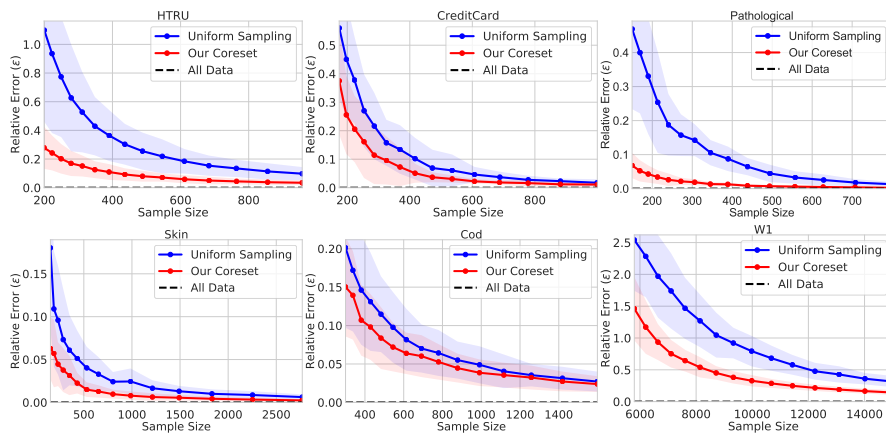 HTRU
Relative Error (ε)
1.0
0.8
0.6
0.4
0.2
0.0
Uniform Sampling
Our Coreset
All Data
200 400 600 800
Sample Size
CreditCard
Relative Error (ε)
0.5
0.4
0.3
0.2
0.1
0.0
Uniform Sampling
Our Coreset
All Data
200 400 600 800
Sample Size
Pathological
Relative Error (ε)
0.4
0.2
0.0
Uniform Sampling
Our Coreset
All Data
200 300 400 500 600 700
Sample Size
Skin
Relative Error (ε)
0.15
0.10
0.05
0.00
Uniform Sampling
Our Coreset
All Data
500 1000 1500 2000 2500
Sample Size
Cod
Relative Error (ε)
0.20
0.15
0.10
0.05
0.00
Uniform Sampling
Our Coreset
All Data
400 600 800 1000 1200 1400
Sample Size
W1
Relative Error (ε)
2.5
2.0
1.5
1.0
0.5
0.0
Uniform Sampling
Our Coreset
All Data
6000 8000 10000 12000 14000
Sample Size